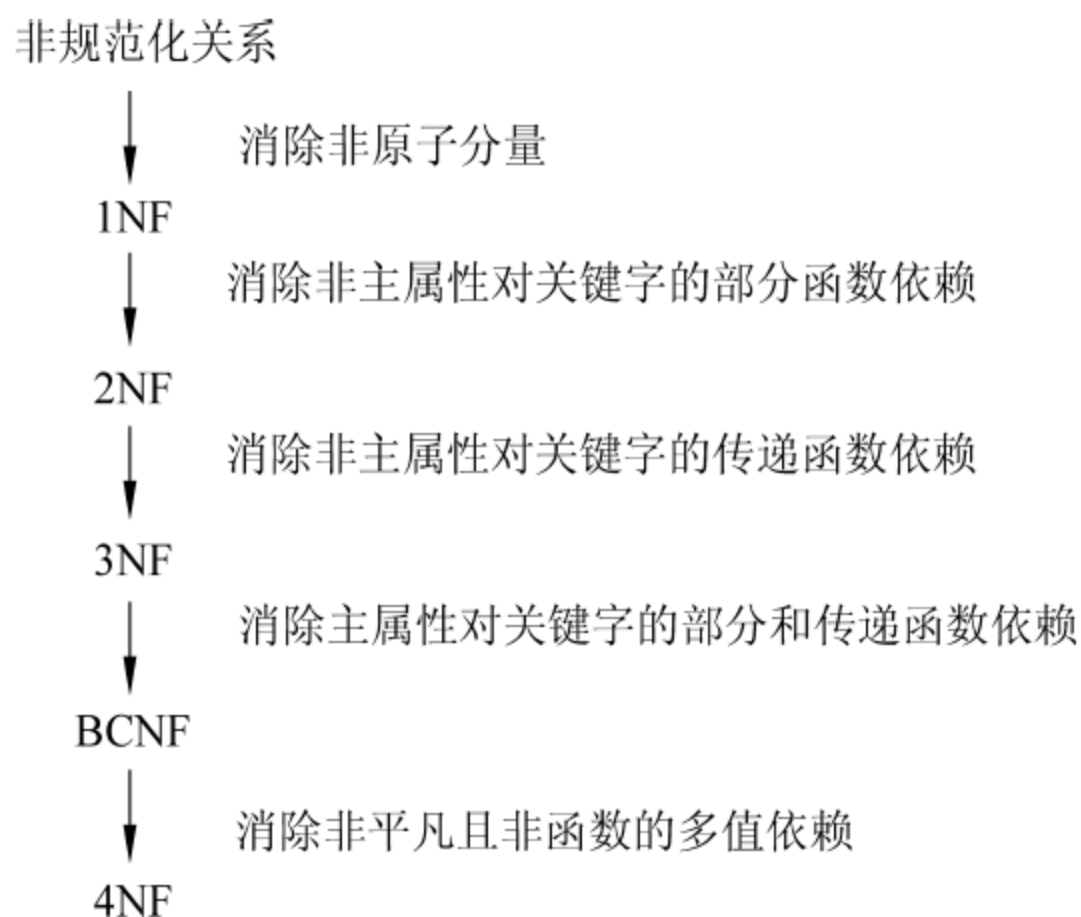 非规范化关系
消除非原子分量
1NF
消除非主属性对关键字的部分函数依赖
2NF
消除非主属性对关键字的传递函数依赖
3NF
消除主属性对关键字的部分和传递函数依赖
BCNF
消除非平凡且非函数的多值依赖
4NF